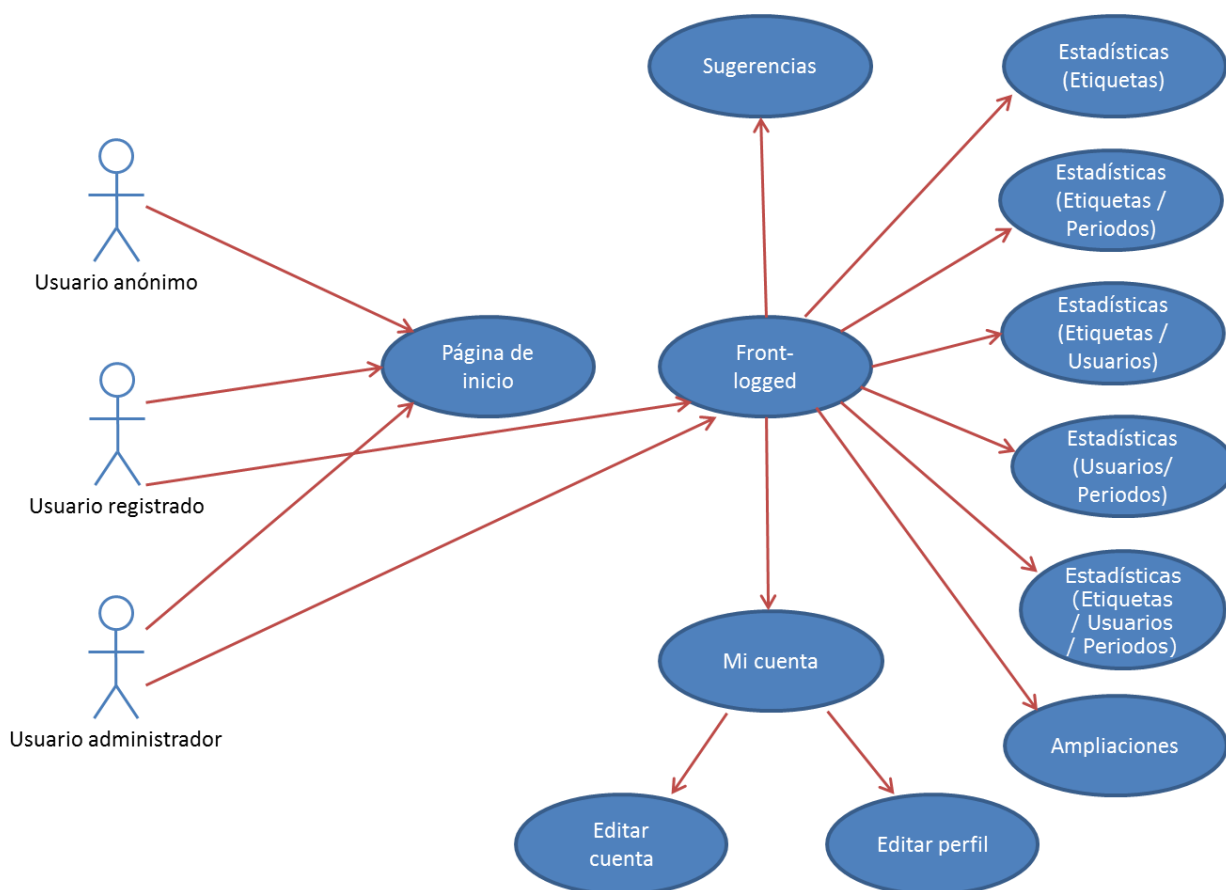 Sugerencias
Estadísticas
(Etiquetas)
Estadísticas
(Etiquetas /
Periodos)
Usuario anónimo
Estadísticas
(Etiquetas /
Usuarios)
Página de
inicio
Front-
logged
Estadísticas
(Usuarios/
Periodos)
Usuario registrado
Estadísticas
(Etiquetas
/ Usuarios
/ Periodos)
Mi cuenta
Usuario administrador
Ampliaciones
Editar
cuenta
Editar perfil